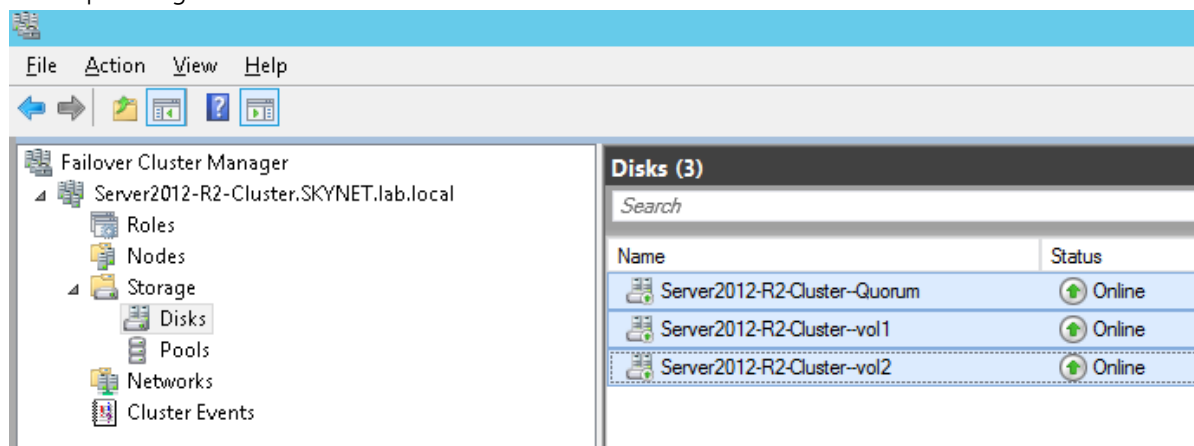 File Action View Help
Failover Cluster Manager
Server2012-R2-Cluster.SKYNET.lab.local
Roles
Nodes
Storage
Disks
Pools
Networks
Cluster Events
Disks (3)
Search
Name Status
Server2012-R2-Cluster--Quorum Online
Server2012-R2-Cluster--vol1 Online
Server2012-R2-Cluster--vol2 Online